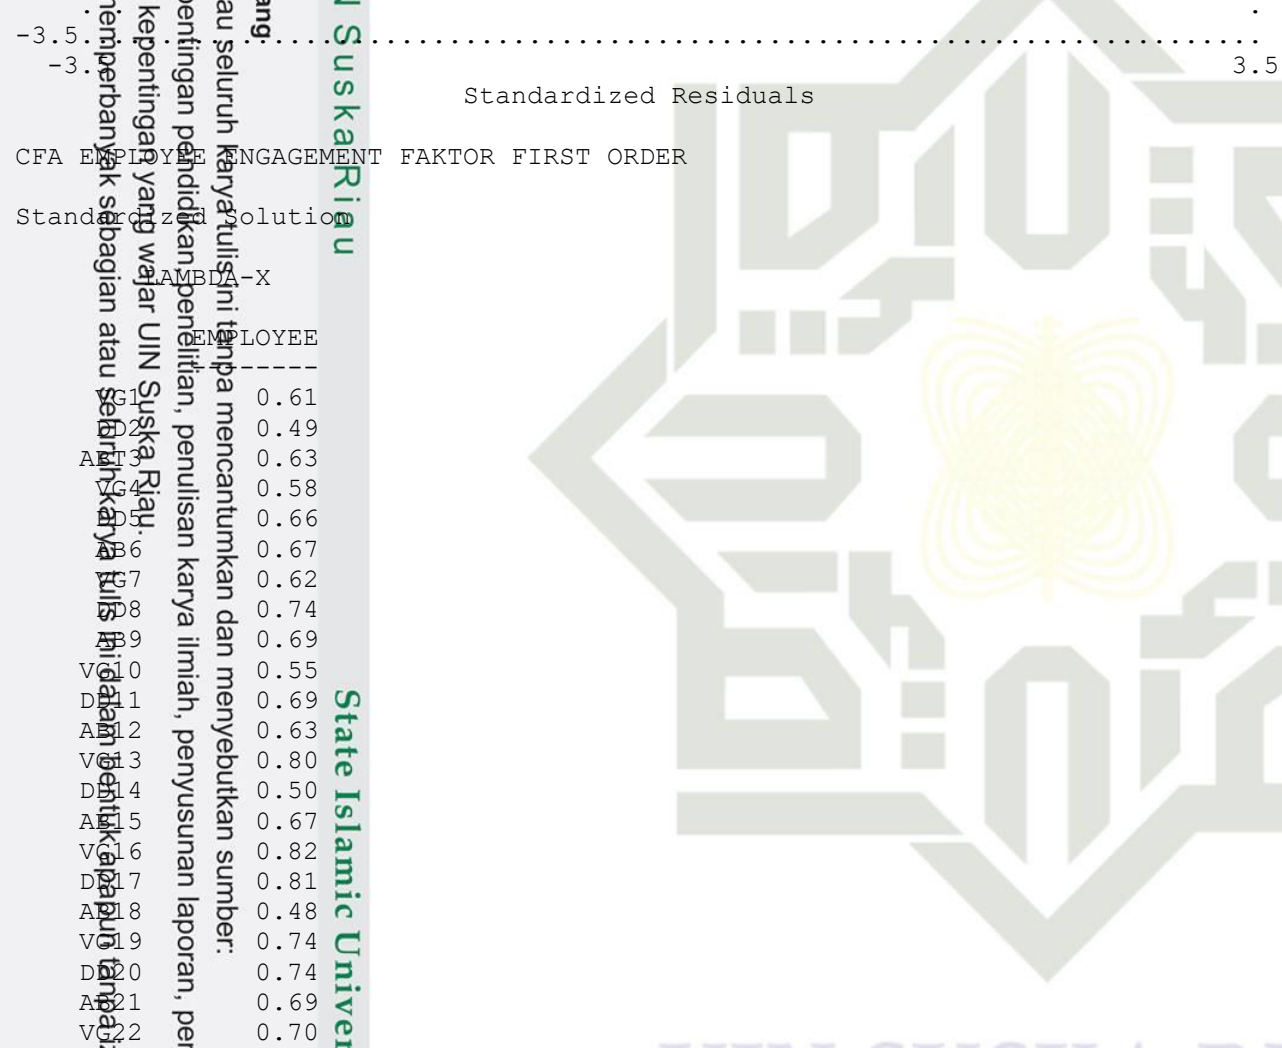 -3.5......................................................................
-3.5 3.5
Standardized Residuals
CFA EMPLOYEE ENGAGEMENT FAKTOR FIRST ORDER
Standardized Solution
LAMBDA-X
EMPLOYEE
--------
VG1 0.61
DD2 0.49
ABT3 0.63
VG4 0.58
DD5 0.66
AB6 0.67
VG7 0.62
DD8 0.74
AB9 0.69
VG10 0.55
DD11 0.69
AB12 0.63
VG13 0.80
DD14 0.50
AB15 0.67
VG16 0.82
DD17 0.81
AB18 0.48
VG19 0.74
DD20 0.74
AB21 0.69
VG22 0.70
ang
au seluruh karya tulis ini tanpa mencantumkan dan menyebutkan sumber:
pentingan pendidikan, penelitian, penulisan karya ilmiah, penyusunan laporan, per
kepentingan yang wajar UIN Suska Riau.
memperbanyak sebagian atau seluruh karya tulis ini dalam bentuk apapun tanpa iz
Suska Riau
State Islamic Univer